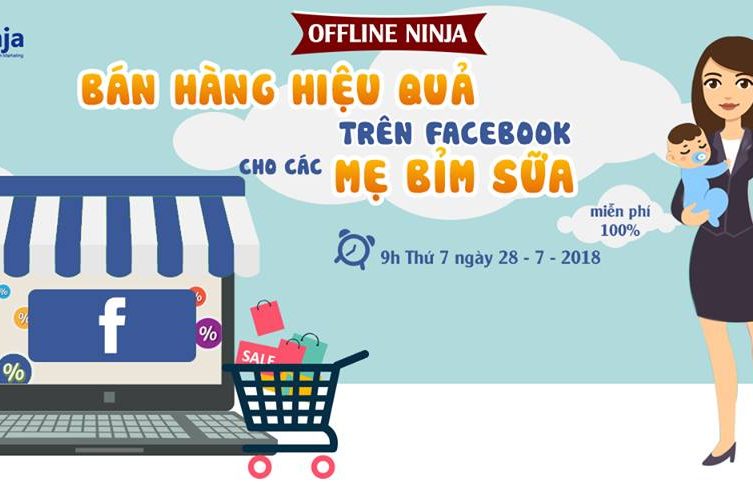 OFFLINE NINJA
BÁN HÀNG HIỆU QUẢ
TRÊN FACEBOOK
CHO CÁC MẸ BỈM SỮA
miễn phí
100%
9h Thứ 7 ngày 28 - 7 - 2018
f
%
%
%
%
%
SALE